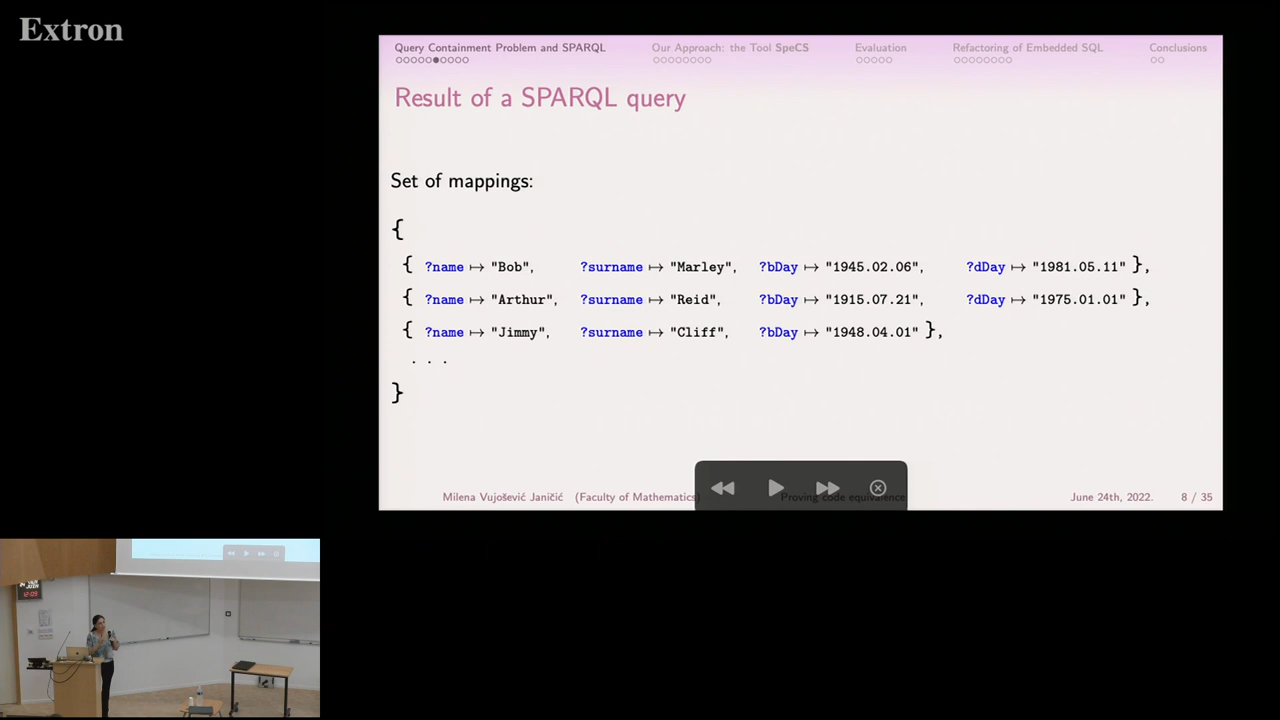 Extron
Query Containment Problem and SPARQL Our Approach: the Tool SpeCS Evaluation Refactoring of Embedded SQL Conclusions
Result of a SPARQL query
Set of mappings:
{
{ ?name ↦ "Bob", ?surname ↦ "Marley", ?bDay ↦ "1945.02.06", ?dDay ↦ "1981.05.11" },
{ ?name ↦ "Arthur", ?surname ↦ "Reid", ?bDay ↦ "1915.07.21", ?dDay ↦ "1975.01.01" },
{ ?name ↦ "Jimmy", ?surname ↦ "Cliff", ?bDay ↦ "1948.04.01" },
. . .
}
Milena Vujošević Janičić (Faculty of Mathematics) Proving code equivalence June 24th, 2022. 8 / 35